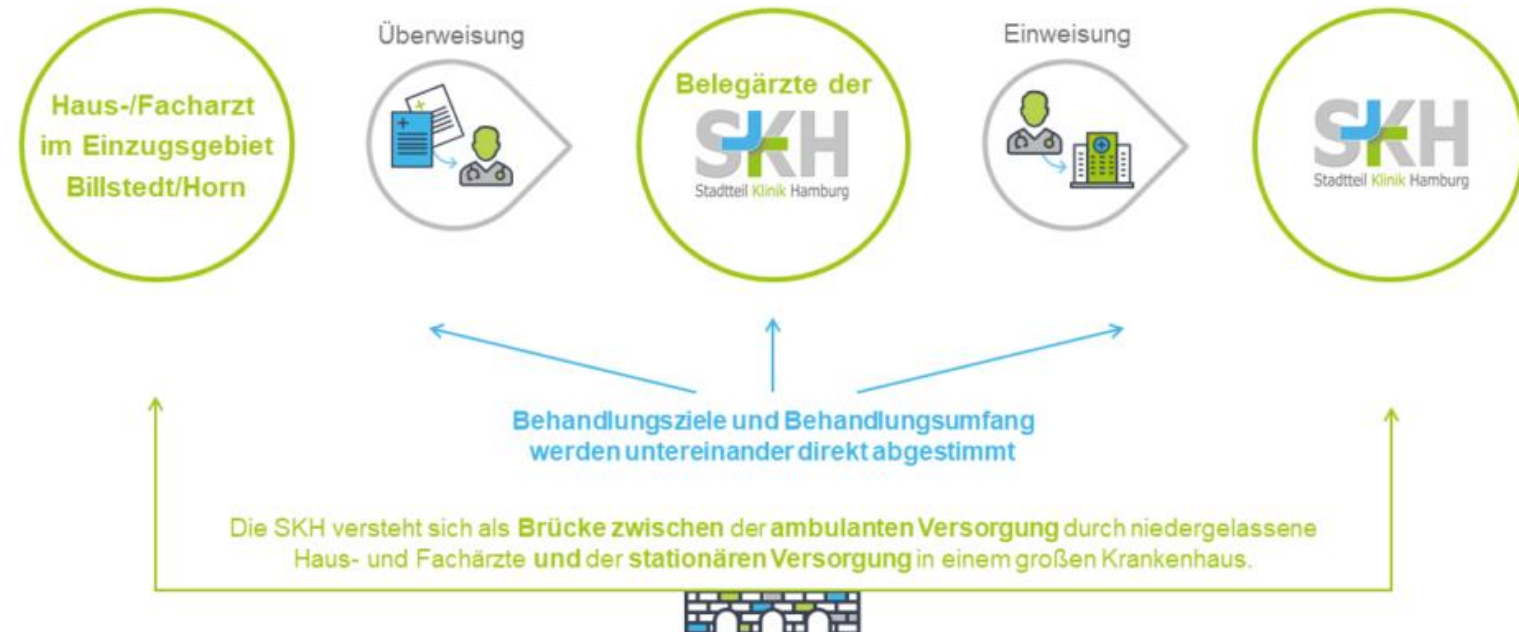 Überweisung
Einweisung
Haus-/Facharzt
im Einzugsgebiet
Billstedt/Horn
Belegärzte der
SKH
Stadtteil Klinik Hamburg
SKH
Stadtteil Klinik Hamburg
Behandlungsziele und Behandlungsumfang
werden untereinander direkt abgestimmt
Die SKH versteht sich als Brücke zwischen der ambulanten Versorgung durch niedergelassene
Haus- und Fachärzte und der stationären Versorgung in einem großen Krankenhaus.